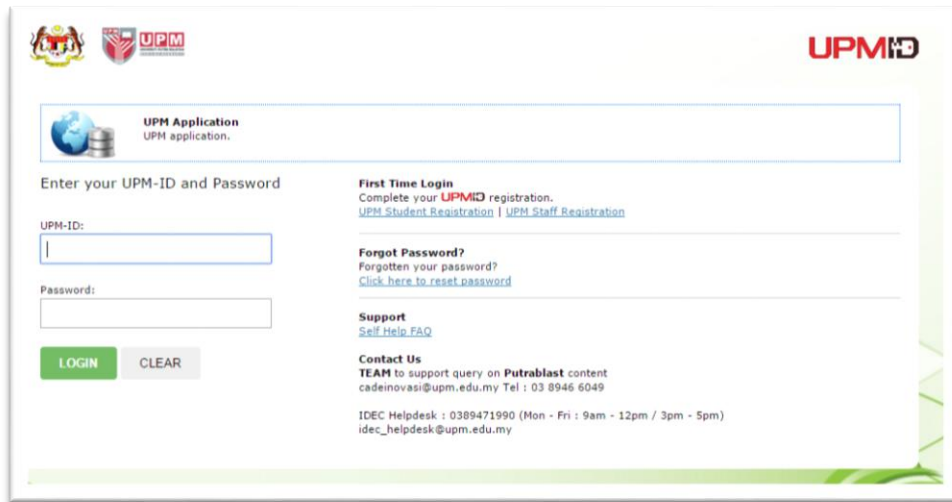 UPM
UPMID
UPM Application
UPM application.
Enter your UPM-ID and Password
UPM-ID:
Password:
LOGIN CLEAR
First Time Login
Complete your UPMID registration.
UPM Student Registration | UPM Staff Registration
Forgot Password?
Forgotten your password?
Click here to reset password
Support
Self Help FAQ
Contact Us
TEAM to support query on Putrablast content
cadeinovasi@upm.edu.my Tel : 03 8946 6049
IDEC Helpdesk : 0389471990 (Mon - Fri : 9am - 12pm / 3pm - 5pm)
idec_helpdesk@upm.edu.my